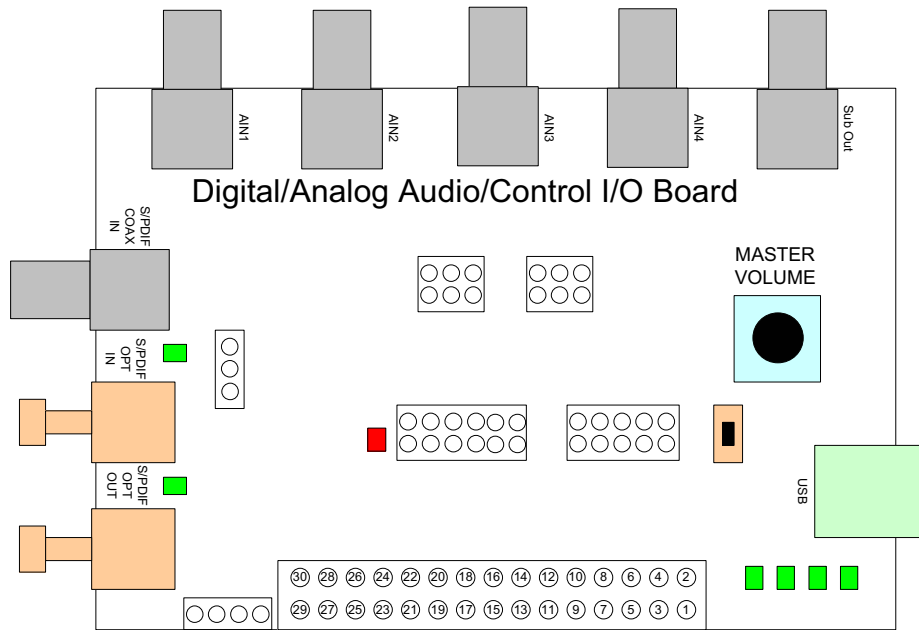 AIN1
AIN2
AIN3
AIN4
Sub Out
Digital/Analog Audio/Control I/O Board
S/PDIF
COAX
IN
MASTER
VOLUME
S/PDIF
OPT
IN
S/PDIF
OPT
OUT
USB
30 28 26 24 22 20 18 16 14 12 10 8 6 4 2
29 27 25 23 21 19 17 15 13 11 9 7 5 3 1